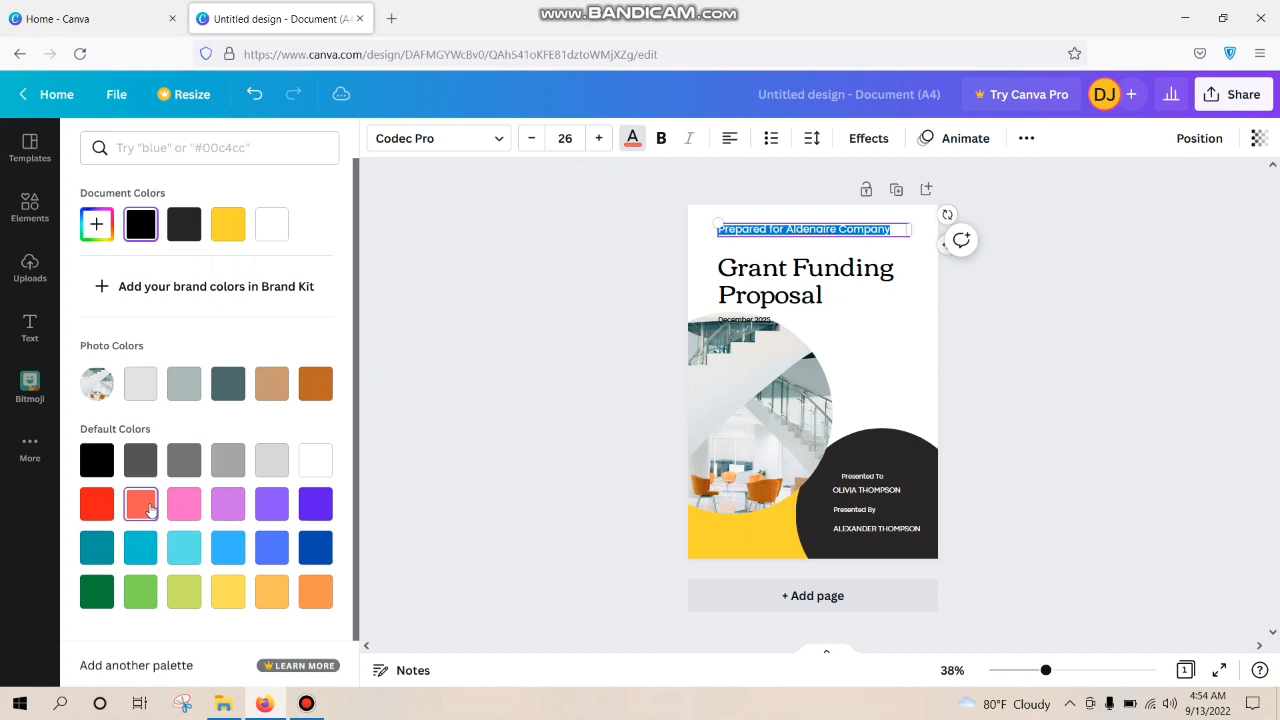 www.BANDICAM.com
Home - Canva
Untitled design - Document (A4)
https://www.canva.com/design/DAFMGYWcBv0/QAh541oKFE81dztoWMjXZg/edit
Home
File
Resize
Untitled design - Document (A4)
Try Canva Pro
DJ
Share
Templates
Elements
Uploads
Text
Bitmoji
More
Try "blue" or "#00c4cc"
Document Colors
Add your brand colors in Brand Kit
Photo Colors
Default Colors
Add another palette
LEARN MORE
Codec Pro
26
A B I
Effects
Animate
Position
Prepared for Aldenaire Company
Grant Funding
Proposal
December 2025
Presented To
OLIVIA THOMPSON
Presented By
ALEXANDER THOMPSON
+ Add page
Notes
38%
1
80°F Cloudy
4:54 AM
9/13/2022